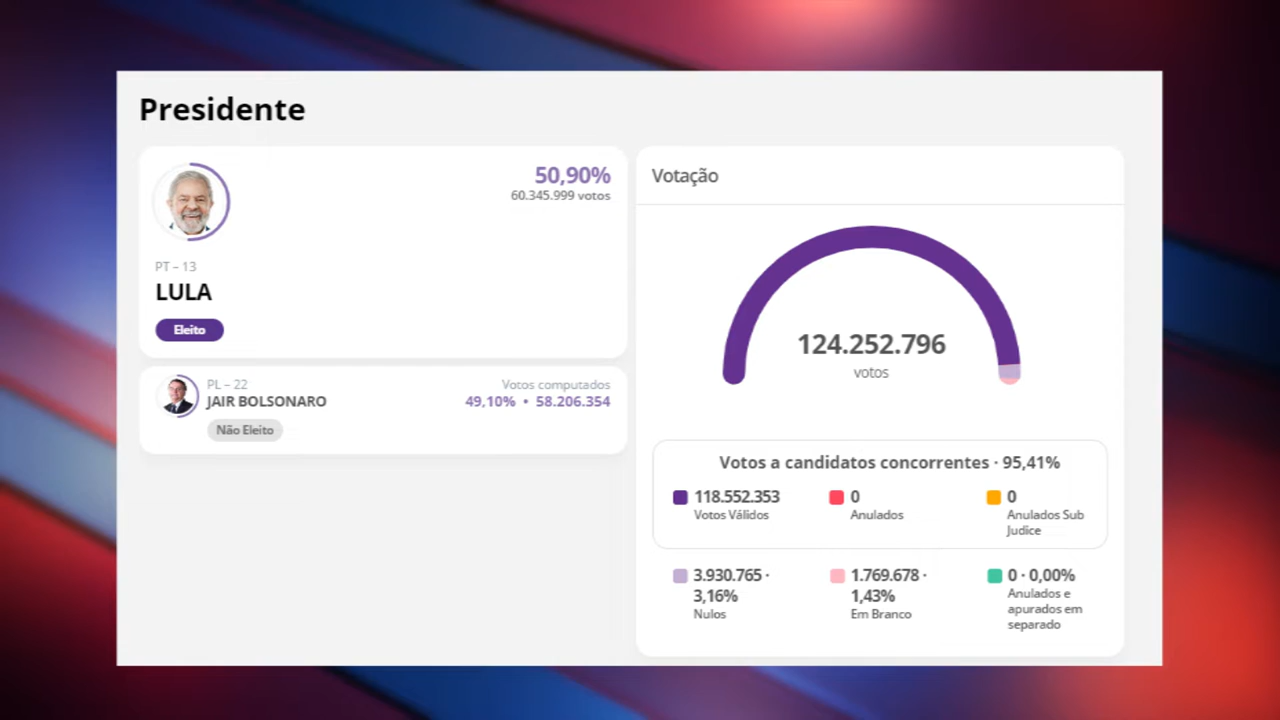 Presidente
50,90%
60.345.999 votos
PT – 13
LULA
Eleito
PL – 22
JAIR BOLSONARO
Não Eleito
Votos computados
49,10% • 58.206.354
Votação
124.252.796
votos
Votos a candidatos concorrentes · 95,41%
118.552.353
Votos Válidos
0
Anulados
0
Anulados Sub
Judice
3.930.765 ·
3,16%
Nulos
1.769.678 ·
1,43%
Em Branco
0 · 0,00%
Anulados e
apurados em
separado